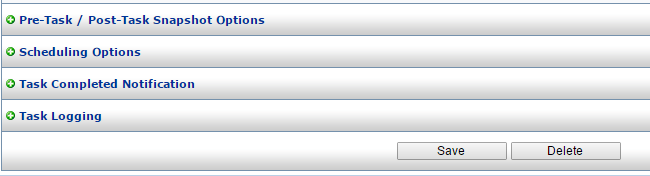 Pre-Task / Post-Task Snapshot Options
Scheduling Options
Task Completed Notification
Task Logging
Save Delete